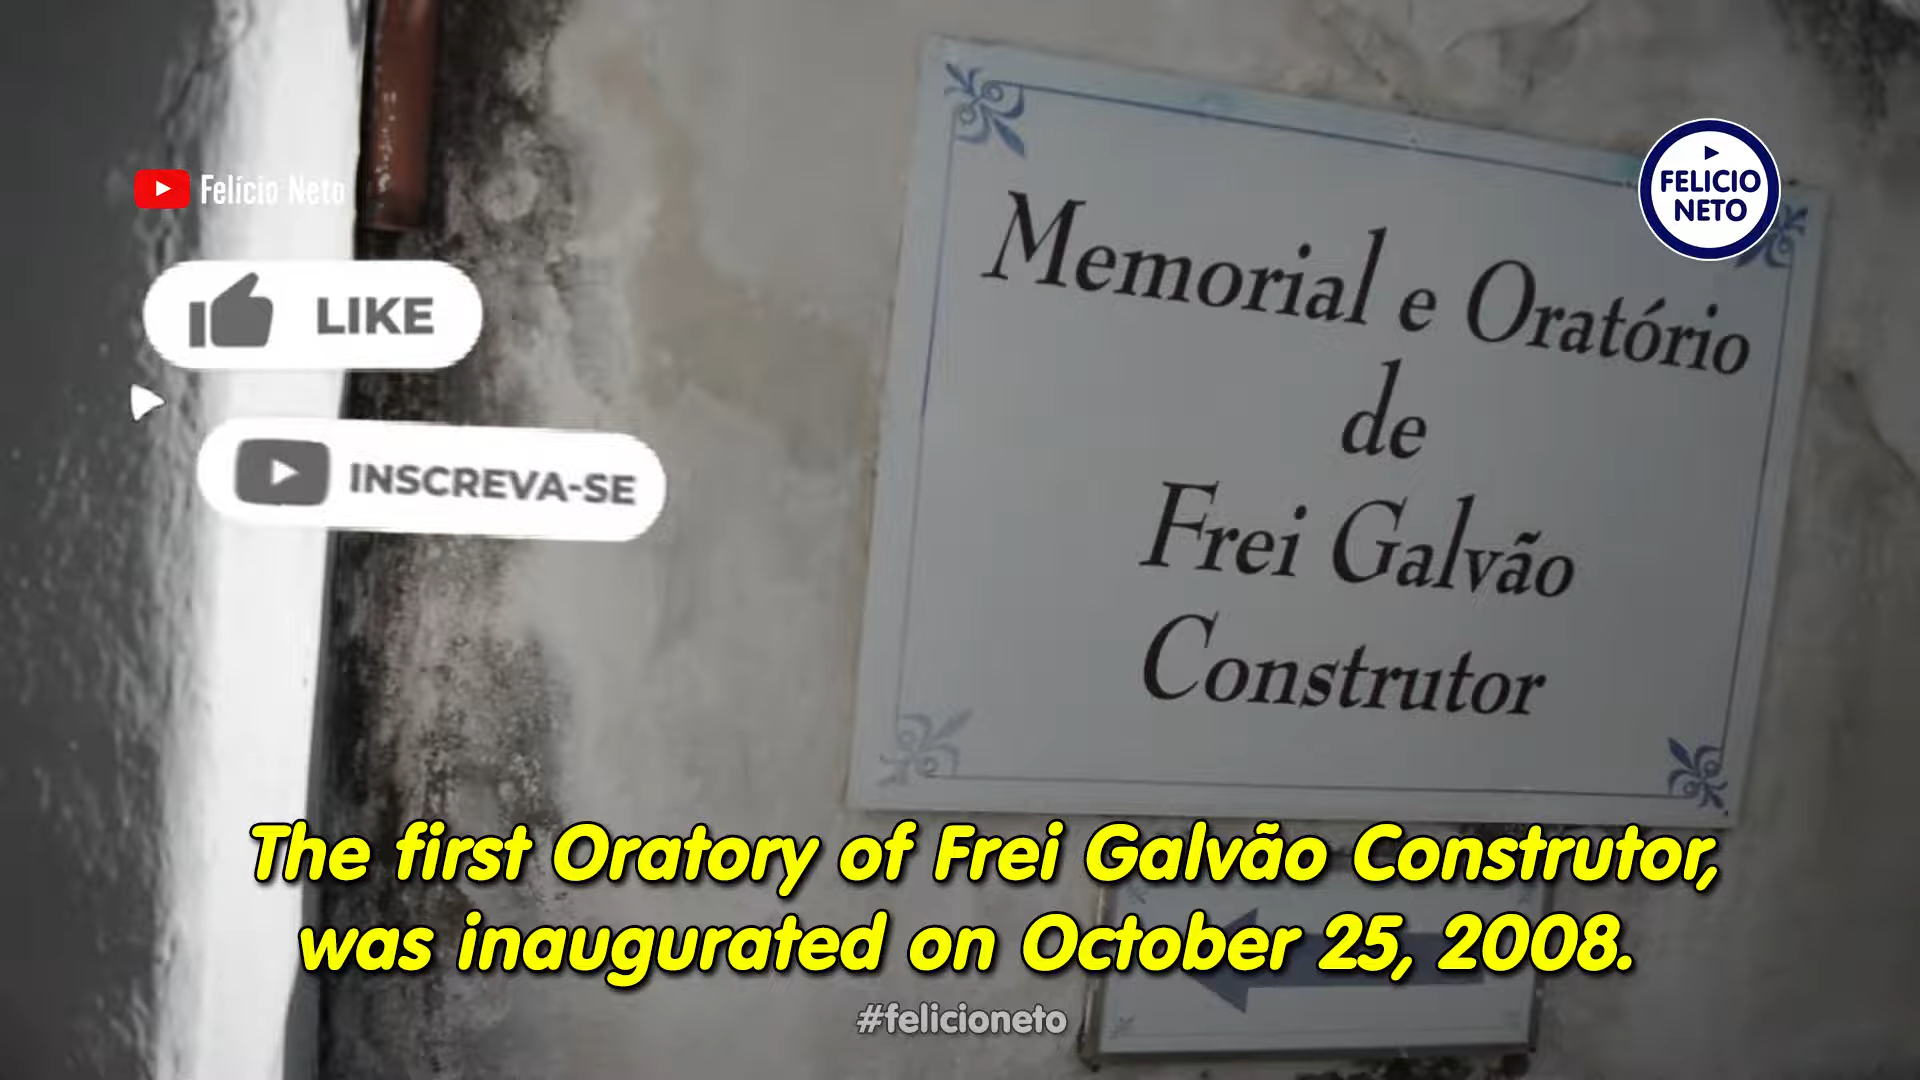 Felício Neto
FELICIO
NETO
LIKE
INSCREVA-SE
Memorial e Oratório
de
Frei Galvão
Construtor
The first Oratory of Frei Galvão Construtor,
was inaugurated on October 25, 2008.
#felicioneto